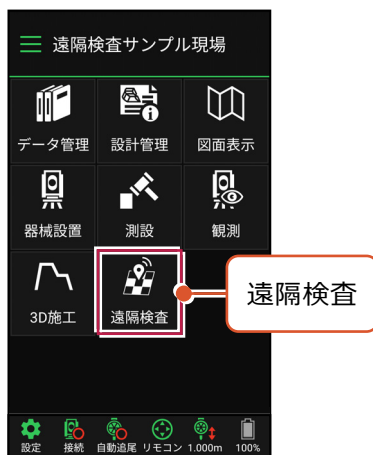 遠隔検査サンプル現場
データ管理 設計管理 図面表示
器械設置 測設 観測
3D施工 遠隔検査
遠隔検査
設定 接続 自動追尾 リモコン 1.000m 100%